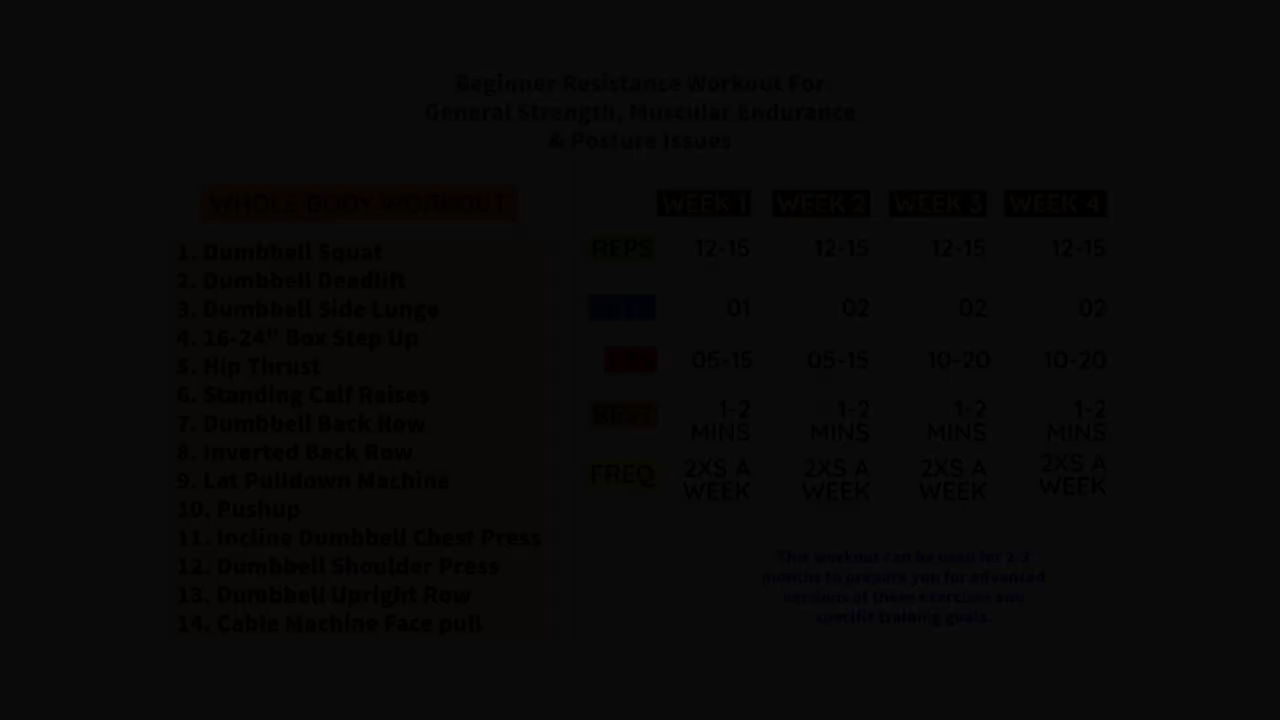 Beginner Resistance Workout For
General Strength, Muscular Endurance
& Posture Issues
WHOLE BODY WORKOUT
1. Dumbbell Squat
2. Dumbbell Deadlift
3. Dumbbell Side Lunge
4. 16-24" Box Step Up
5. Hip Thrust
6. Standing Calf Raises
7. Dumbbell Back Row
8. Inverted Back Row
9. Lat Pulldown Machine
10. Pushup
11. Incline Dumbbell Chest Press
12. Dumbbell Shoulder Press
13. Dumbbell Upright Row
14. Cable Machine Face pull
WEEK 1 WEEK 2 WEEK 3 WEEK 4
REPS 12-15 12-15 12-15 12-15
SETS 01 02 02 02
05-15 05-15 10-20 10-20
REST 1-2 MINS 1-2 MINS 1-2 MINS 1-2 MINS
FREQ 2XS A WEEK 2XS A WEEK 2XS A WEEK 2XS A WEEK
This workout can be used for 2-3
months to prepare you for advanced
versions of these exercises and
specific training goals.